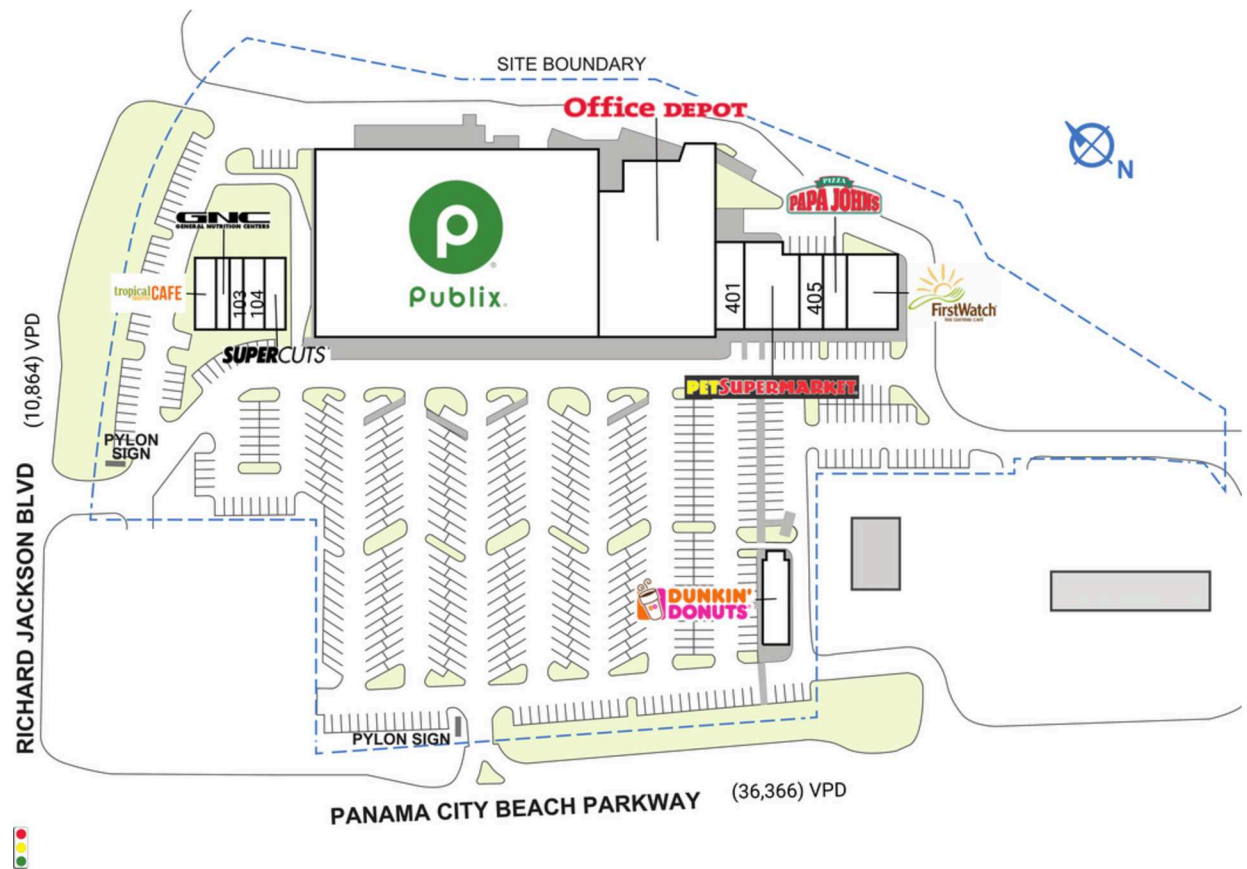 SITE BOUNDARY
Office DEPOT
N
PIZZA
PAPA JOHNS
GNC
GENERAL NUTRITION CENTERS
Publix.
tropical
CAFE
103
104
401
405
FirstWatch
SUPERCUTS
PETSUPERMARKET
(10,864) VPD
RICHARD JACKSON BLVD
PYLON
SIGN
DUNKIN'
DONUTS
PYLON SIGN
PANAMA CITY BEACH PARKWAY
(36,366) VPD